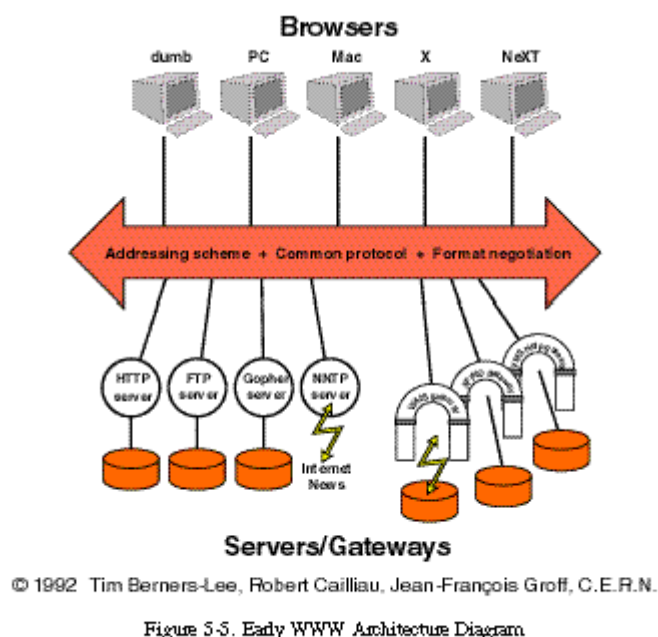 Browsers
dumb PC Mac X NeXT
Addressing scheme + Common protocol + Format negotiation
HTTP server
FTP server
Gopher server
NNTP server
Internet News
Servers/Gateways
© 1992 Tim Berners-Lee, Robert Cailliau, Jean-François Groff, C.E.R.N.
Figure 5-5. Early WWW Architecture Diagram